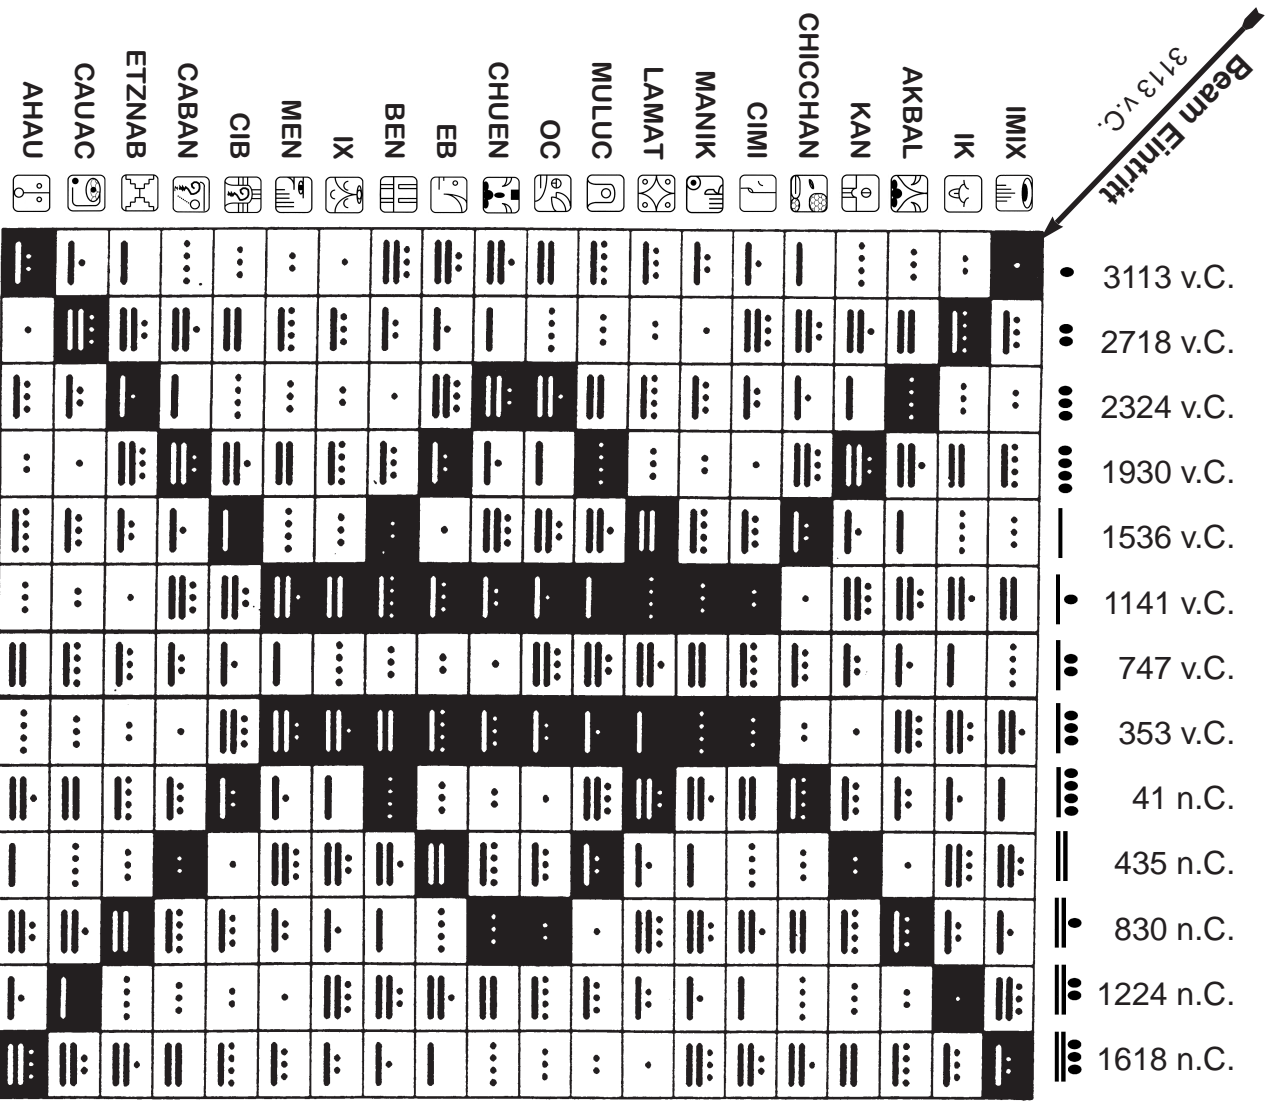 Beam Eintritt
3113 v.C.
AHAU
CAUAC
ETZNAB
CABAN
CIB
MEN
IX
BEN
EB
CHUEN
OC
MULUC
LAMAT
MANIK
CIMI
CHICCHAN
KAN
AKBAL
IK
IMIX
3113 v.C.
2718 v.C.
2324 v.C.
1930 v.C.
1536 v.C.
1141 v.C.
747 v.C.
353 v.C.
41 n.C.
435 n.C.
830 n.C.
1224 n.C.
1618 n.C.